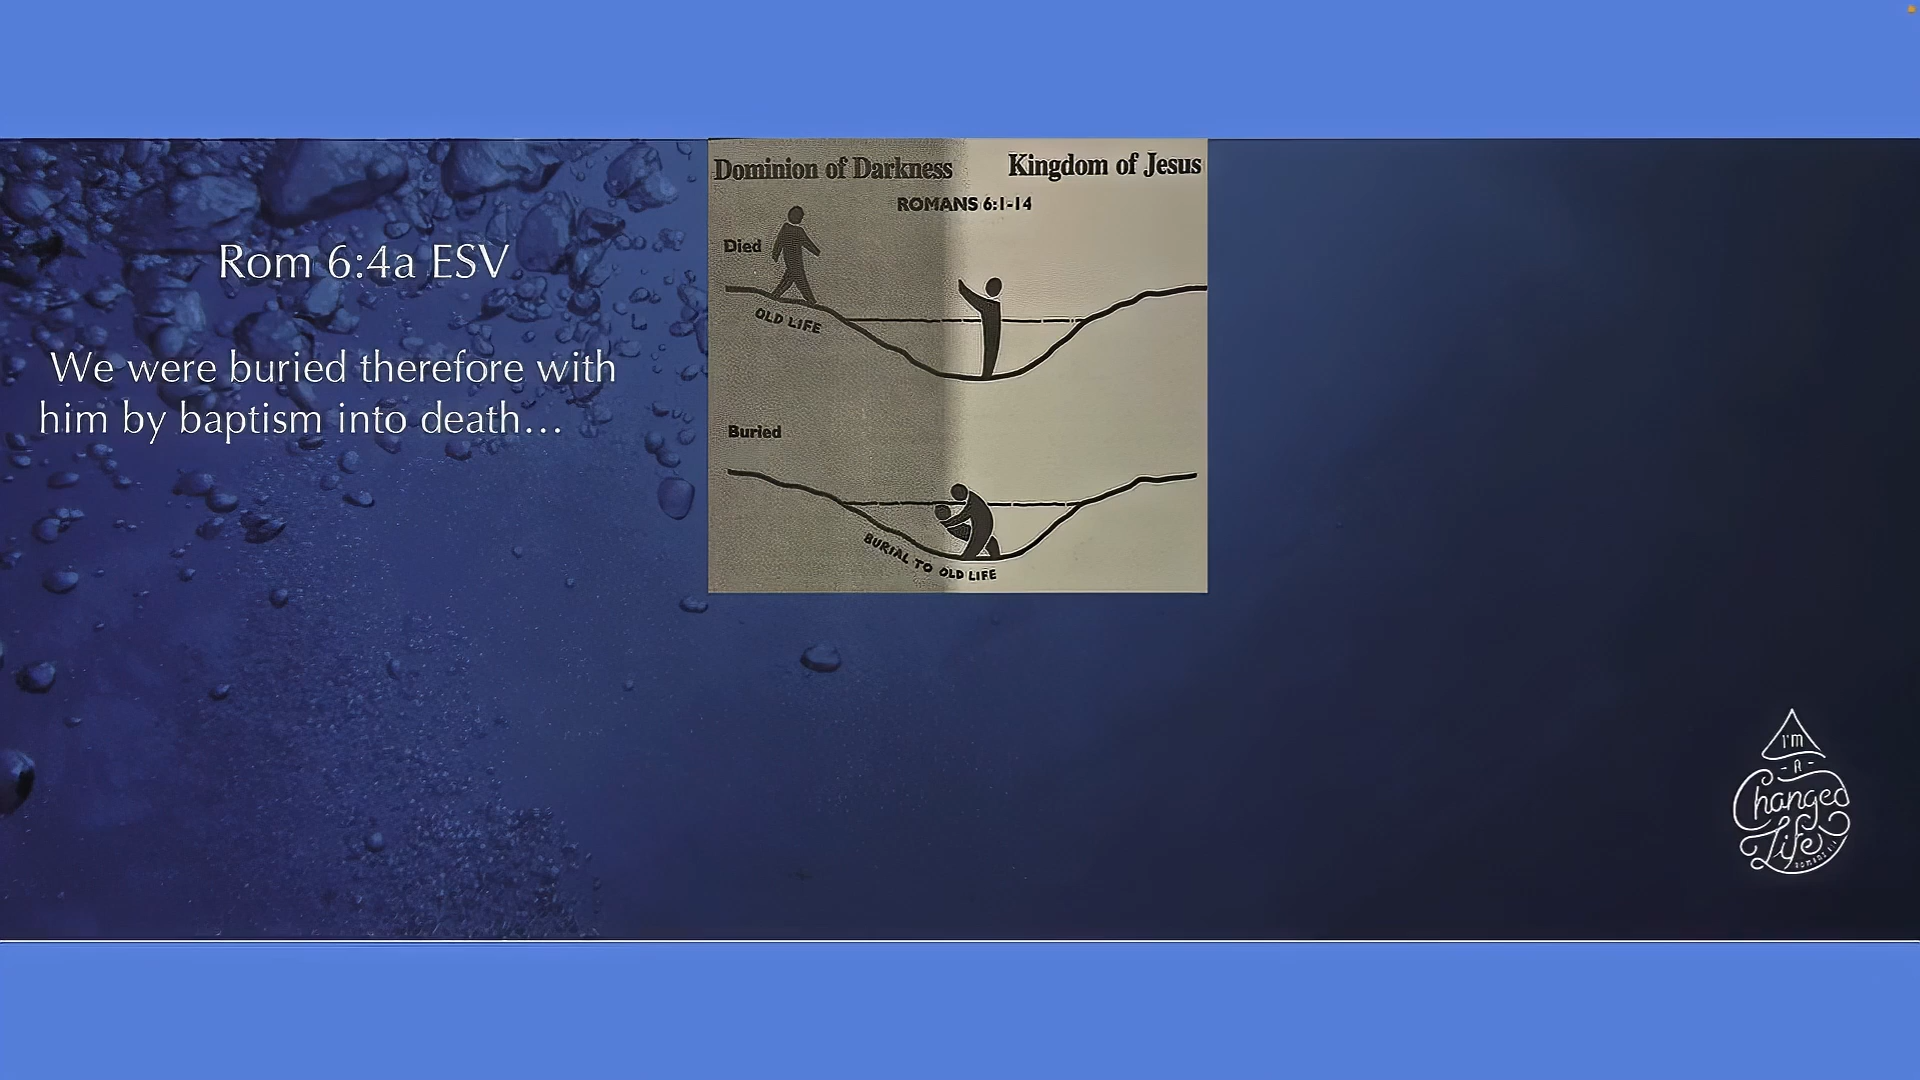 Rom 6:4a ESV
We were buried therefore with
him by baptism into death...
Dominion of Darkness
Kingdom of Jesus
ROMANS 6:1-14
Died
OLD LIFE
Buried
BURIAL TO OLD LIFE
I'm
- A -
Changed
Life